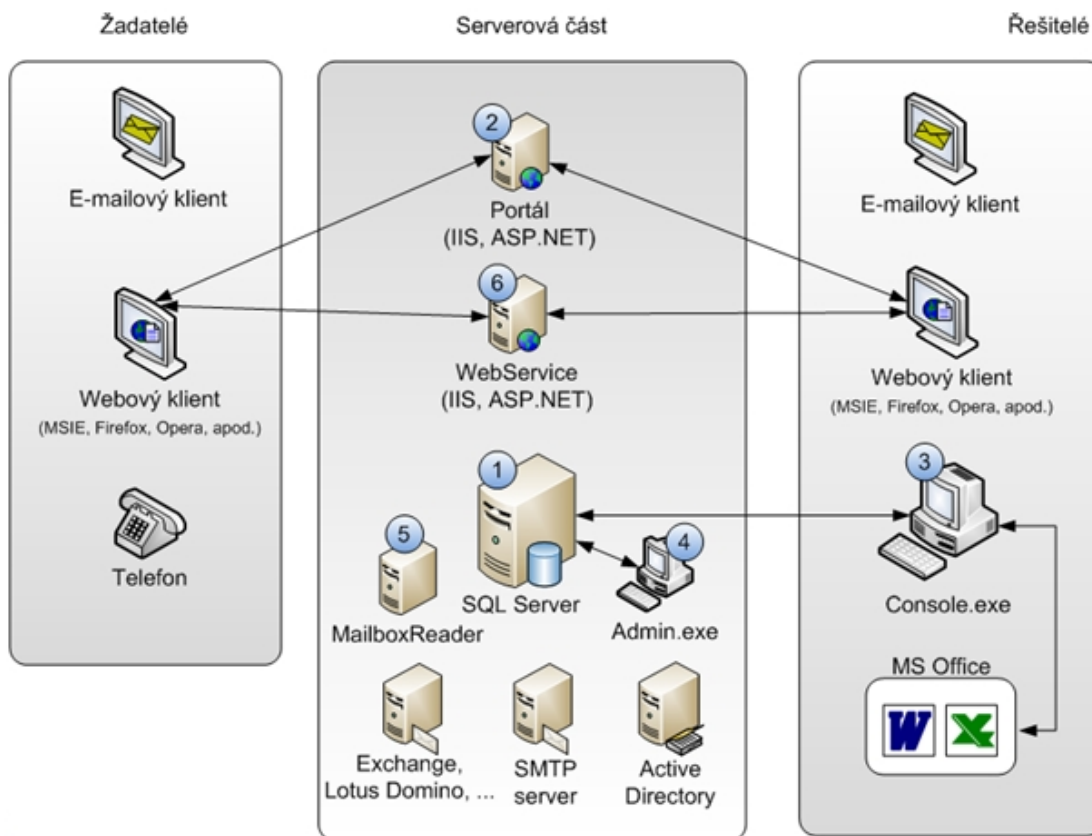 Žadatelé
Serverová část
Řešitelé
E-mailový klient
Webový klient
(MSIE, Firefox, Opera, apod.)
Telefon
2
Portál
(IIS, ASP.NET)
6
WebService
(IIS, ASP.NET)
1
SQL Server
5
MailboxReader
4
Admin.exe
Exchange,
Lotus Domino, ...
SMTP
server
Active
Directory
E-mailový klient
Webový klient
(MSIE, Firefox, Opera, apod.)
3
Console.exe
MS Office
W
X